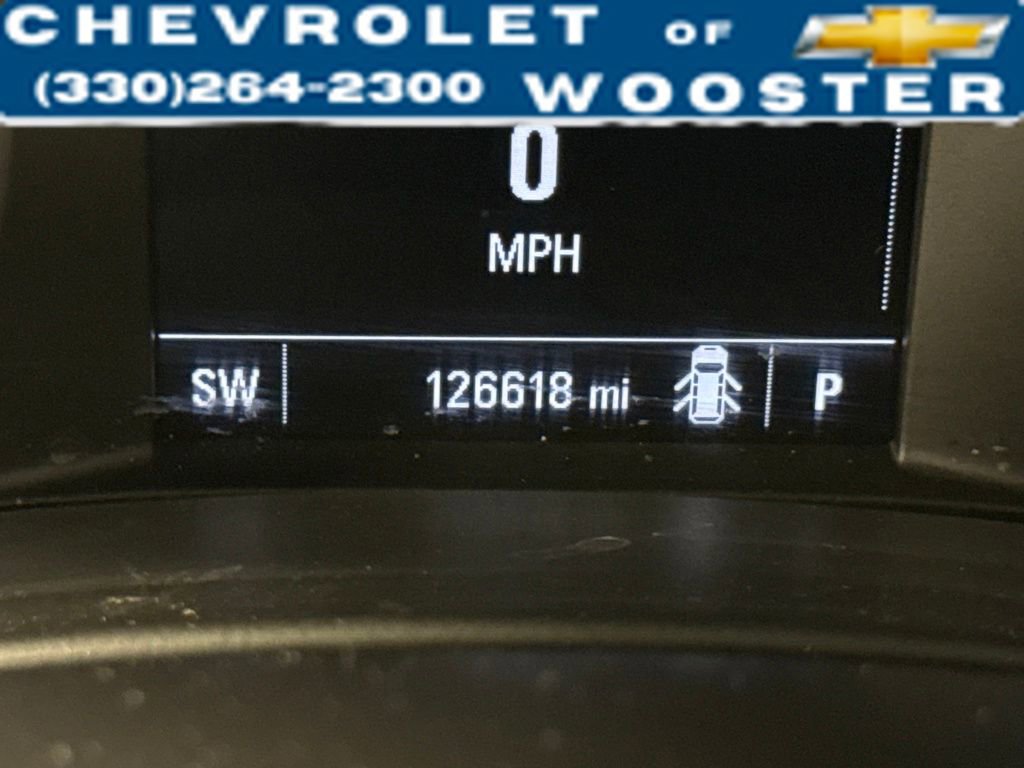 CHEVROLET OF
(330)264-2300 WOOSTER
0
MPH
SW 126618 mi P